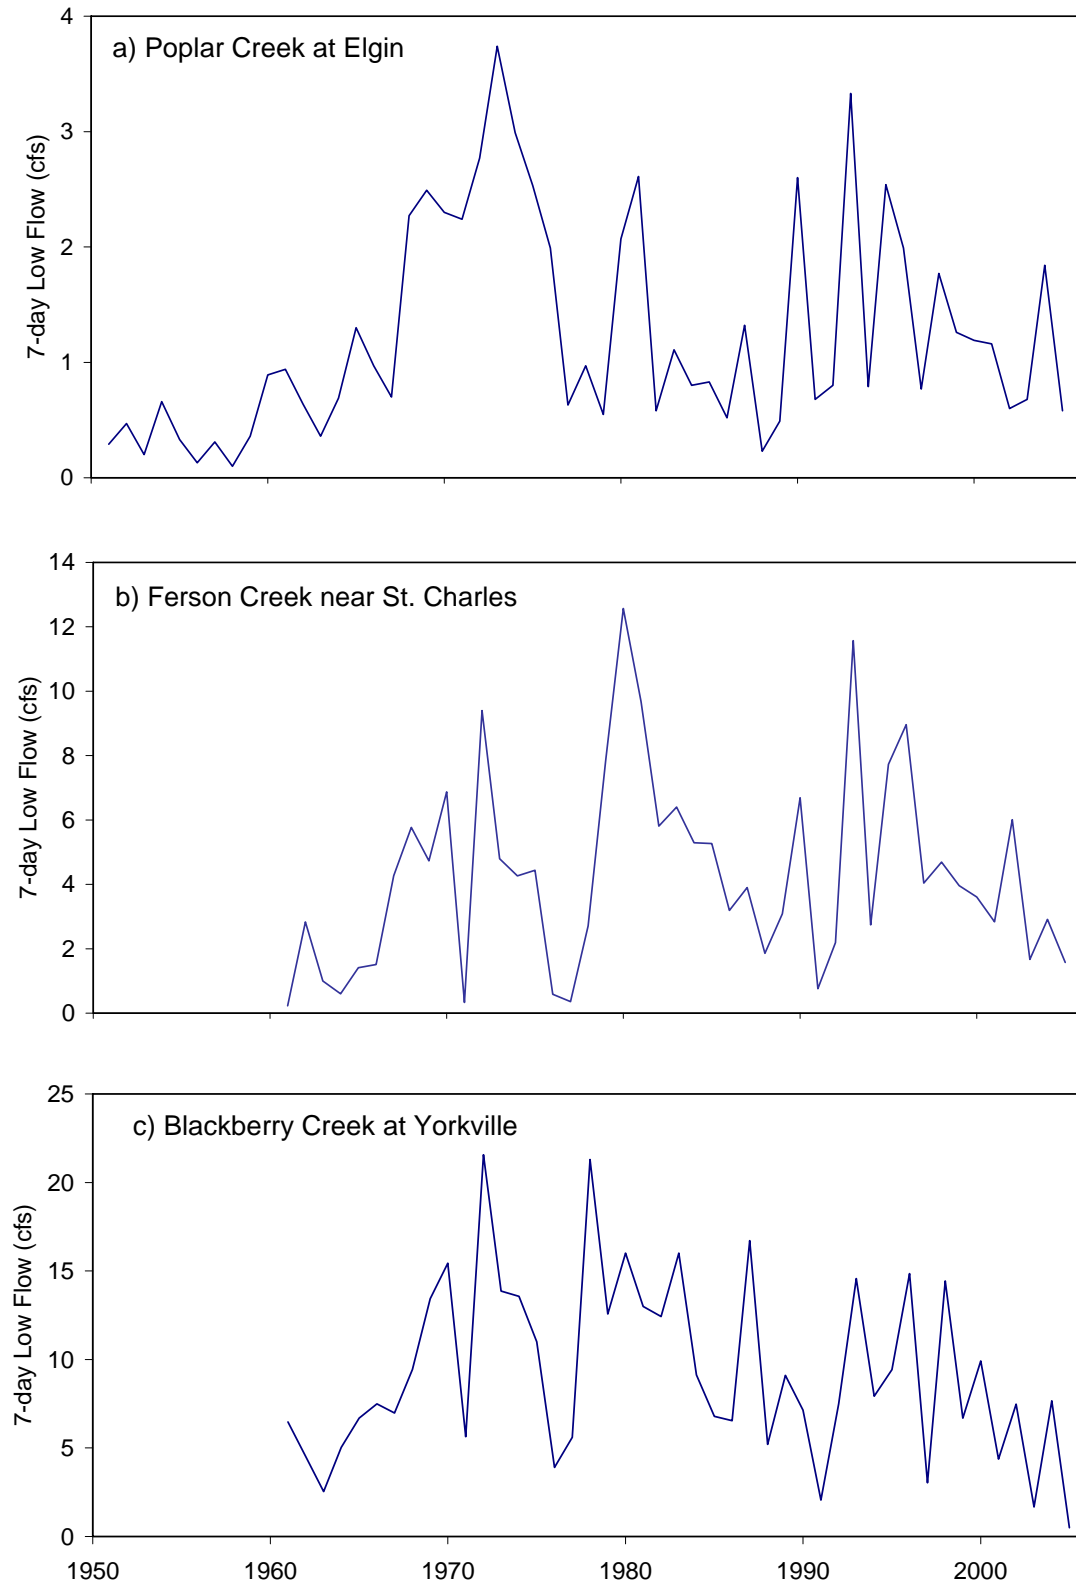 a) Poplar Creek at Elgin
7-day Low Flow (cfs)
4
3
2
1
0
b) Ferson Creek near St. Charles
7-day Low Flow (cfs)
14
12
10
8
6
4
2
0
c) Blackberry Creek at Yorkville
7-day Low Flow (cfs)
25
20
15
10
5
0
1950 1960 1970 1980 1990 2000